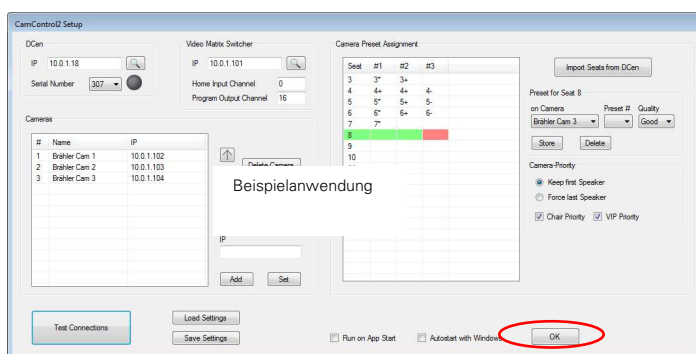 CamControl2 Setup
DCen
IP 10.0.1.18
Serial Number 307
Video Matrix Switcher
IP 10.0.1.101
Home Input Channel 0
Program Output Channel 16
Cameras
# Name IP
1 Brähler Cam 1 10.0.1.102
2 Brähler Cam 2 10.0.1.103
3 Brähler Cam 3 10.0.1.104
Delete Camera
Beispielanwendung
IP
Add Set
Camera Preset Assignment
Seat #1 #2 #3
3 3* 3+
4 4+ 4+ 4-
5 5* 5+ 5-
6 6* 6+ 6-
7 7*
8
9
10
Import Seats from DCen
Preset for Seat 8
on Camera Preset # Quality
Brähler Cam 3 Good
Store Delete
Camera-Priority
Keep first Speaker
Force last Speaker
Chair Priority VIP Priority
Test Connections
Load Settings
Save Settings
Run on App Start Autostart with Windows OK